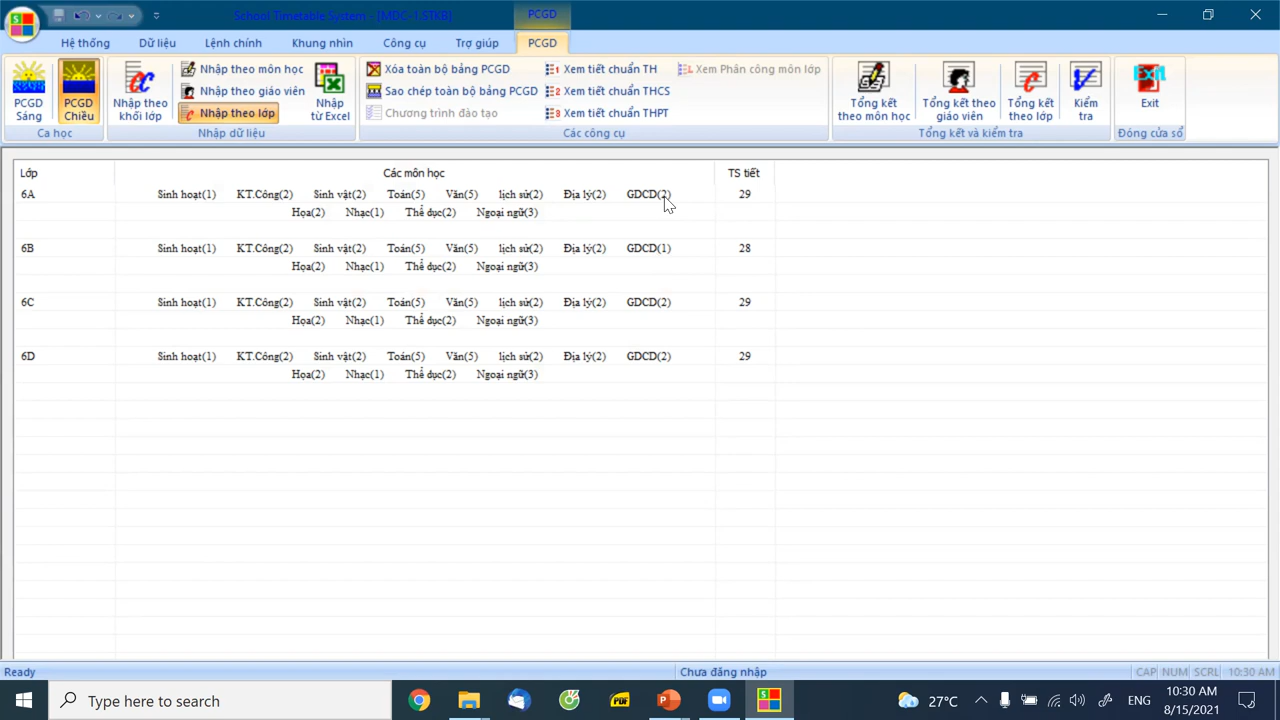 School Timetable System - [MDC-1.STKB]
PCGD
Hệ thống Dữ liệu Lệnh chính Khung nhìn Công cụ Trợ giúp PCGD
PCGD Sáng
PCGD Chiều
Ca học
Nhập theo khối lớp
Nhập theo môn học
Nhập theo giáo viên
Nhập theo lớp
Nhập từ Excel
Nhập dữ liệu
Xóa toàn bộ bảng PCGD
Sao chép toàn bộ bảng PCGD
Chương trình đào tạo
Xem tiết chuẩn TH
Xem tiết chuẩn THCS
Xem tiết chuẩn THPT
Xem Phân công môn lớp
Các công cụ
Tổng kết theo môn học
Tổng kết theo giáo viên
Tổng kết theo lớp
Kiểm tra
Tổng kết và kiểm tra
Exit
Đóng cửa sổ
Lớp Các môn học TS tiết
6A Sinh hoạt(1) KT.Công(2) Sinh vật(2) Toán(5) Văn(5) lịch sử(2) Địa lý(2) GDCD(2) 29
Họa(2) Nhạc(1) Thể dục(2) Ngoại ngữ(3)
6B Sinh hoạt(1) KT.Công(2) Sinh vật(2) Toán(5) Văn(5) lịch sử(2) Địa lý(2) GDCD(1) 28
Họa(2) Nhạc(1) Thể dục(2) Ngoại ngữ(3)
6C Sinh hoạt(1) KT.Công(2) Sinh vật(2) Toán(5) Văn(5) lịch sử(2) Địa lý(2) GDCD(2) 29
Họa(2) Nhạc(1) Thể dục(2) Ngoại ngữ(3)
6D Sinh hoạt(1) KT.Công(2) Sinh vật(2) Toán(5) Văn(5) lịch sử(2) Địa lý(2) GDCD(2) 29
Họa(2) Nhạc(1) Thể dục(2) Ngoại ngữ(3)
Ready Chưa đăng nhập CAP NUM SCRL 10:30 AM
Type here to search
27°C ENG
10:30 AM
8/15/2021